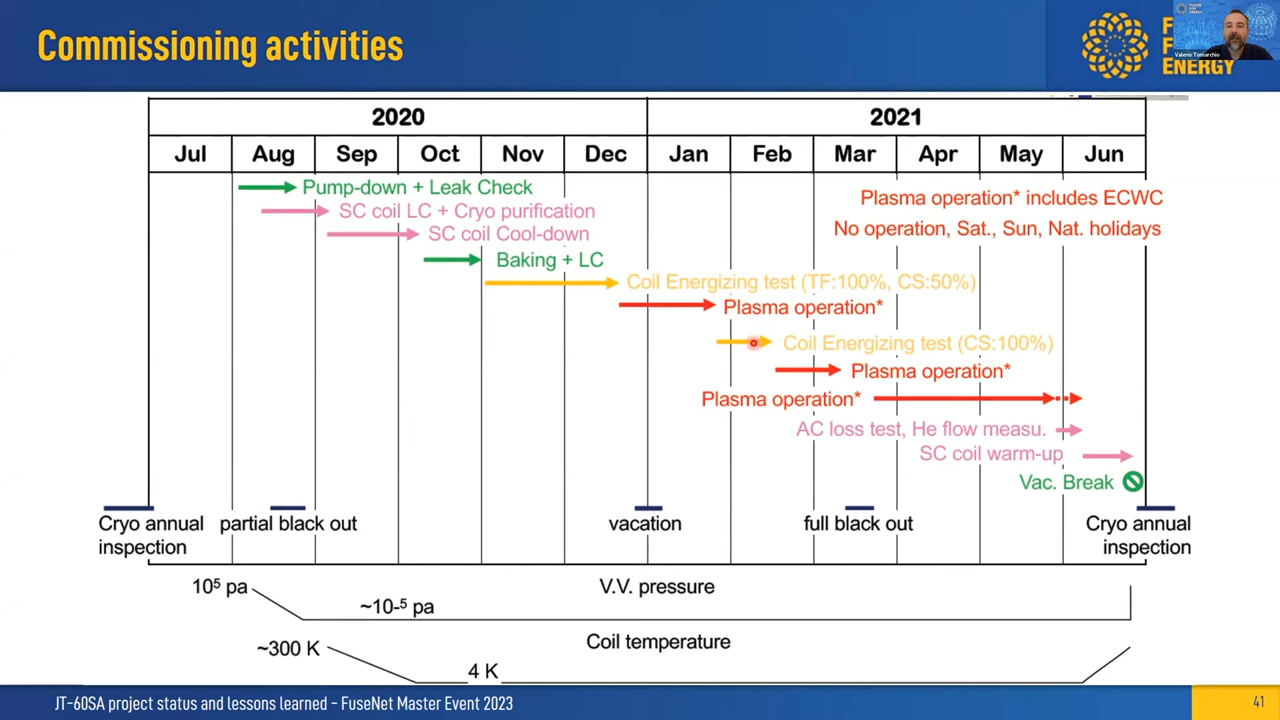 Commissioning activities
ENERGY
Valerio Tomarchio
2020
2021
Jul
Aug
Sep
Oct
Nov
Dec
Jan
Feb
Mar
Apr
May
Jun
Pump-down + Leak Check
Plasma operation* includes ECWC
SC coil LC + Cryo purification
No operation, Sat., Sun, Nat. holidays
SC coil Cool-down
Baking + LC
Coil Energizing test (TF:100%, CS:50%)
Plasma operation*
Coil Energizing test (CS:100%)
Plasma operation*
Plasma operation*
AC loss test, He flow measu.
SC coil warm-up
Vac. Break
Cryo annual
inspection
partial black out
vacation
full black out
Cryo annual
inspection
10⁵ pa
V.V. pressure
~10-⁵ pa
~300 K
Coil temperature
4 K
JT-60SA project status and lessons learned - FuseNet Master Event 2023
41